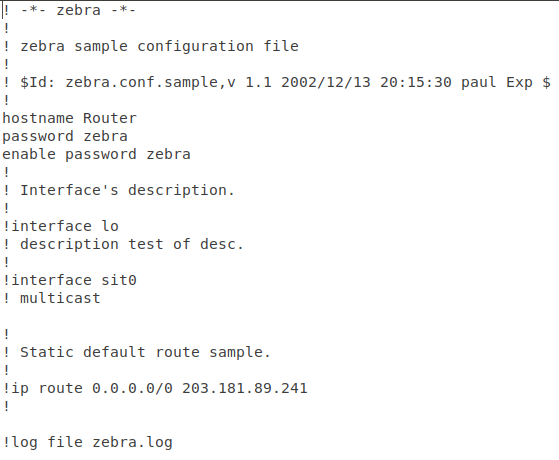 ! -*- zebra -*-
!
! zebra sample configuration file
!
! $Id: zebra.conf.sample,v 1.1 2002/12/13 20:15:30 paul Exp $
!
hostname Router
password zebra
enable password zebra
!
! Interface's description.
!
!interface lo
! description test of desc.
!
!interface sit0
! multicast

!
! Static default route sample.
!
!ip route 0.0.0.0/0 203.181.89.241
!

!log file zebra.log